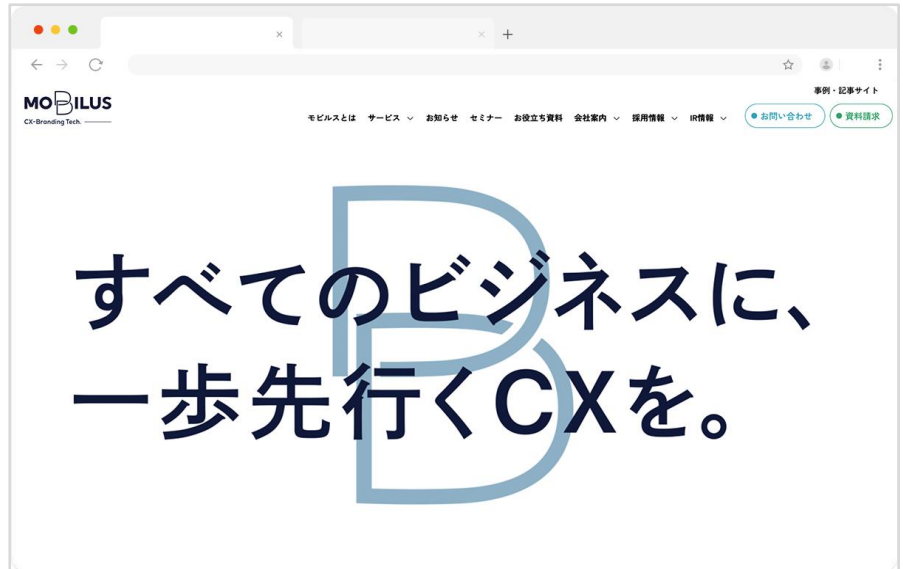 事例・記事サイト
MOBILUS
CX-Branding Tech.
モビルスとは サービス お知らせ セミナー お役立ち資料 会社案内 採用情報 IR情報 お問い合わせ 資料請求
B
すべてのビジネスに、
一歩先行くCXを。